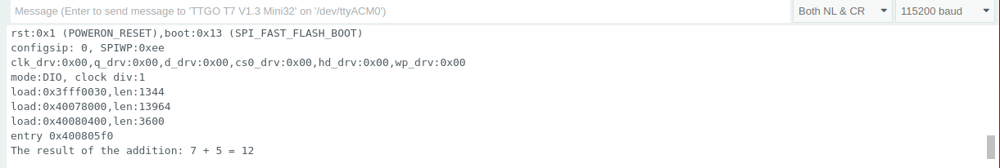 Message (Enter to send message to 'TTGO T7 V1.3 Mini32' on '/dev/ttyACM0')
Both NL & CR
115200 baud
rst:0x1 (POWERON_RESET),boot:0x13 (SPI_FAST_FLASH_BOOT)
configsip: 0, SPIWP:0xee
clk_drv:0x00,q_drv:0x00,d_drv:0x00,cs0_drv:0x00,hd_drv:0x00,wp_drv:0x00
mode:DIO, clock div:1
load:0x3fff0030,len:1344
load:0x40078000,len:13964
load:0x40080400,len:3600
entry 0x400805f0
The result of the addition: 7 + 5 = 12